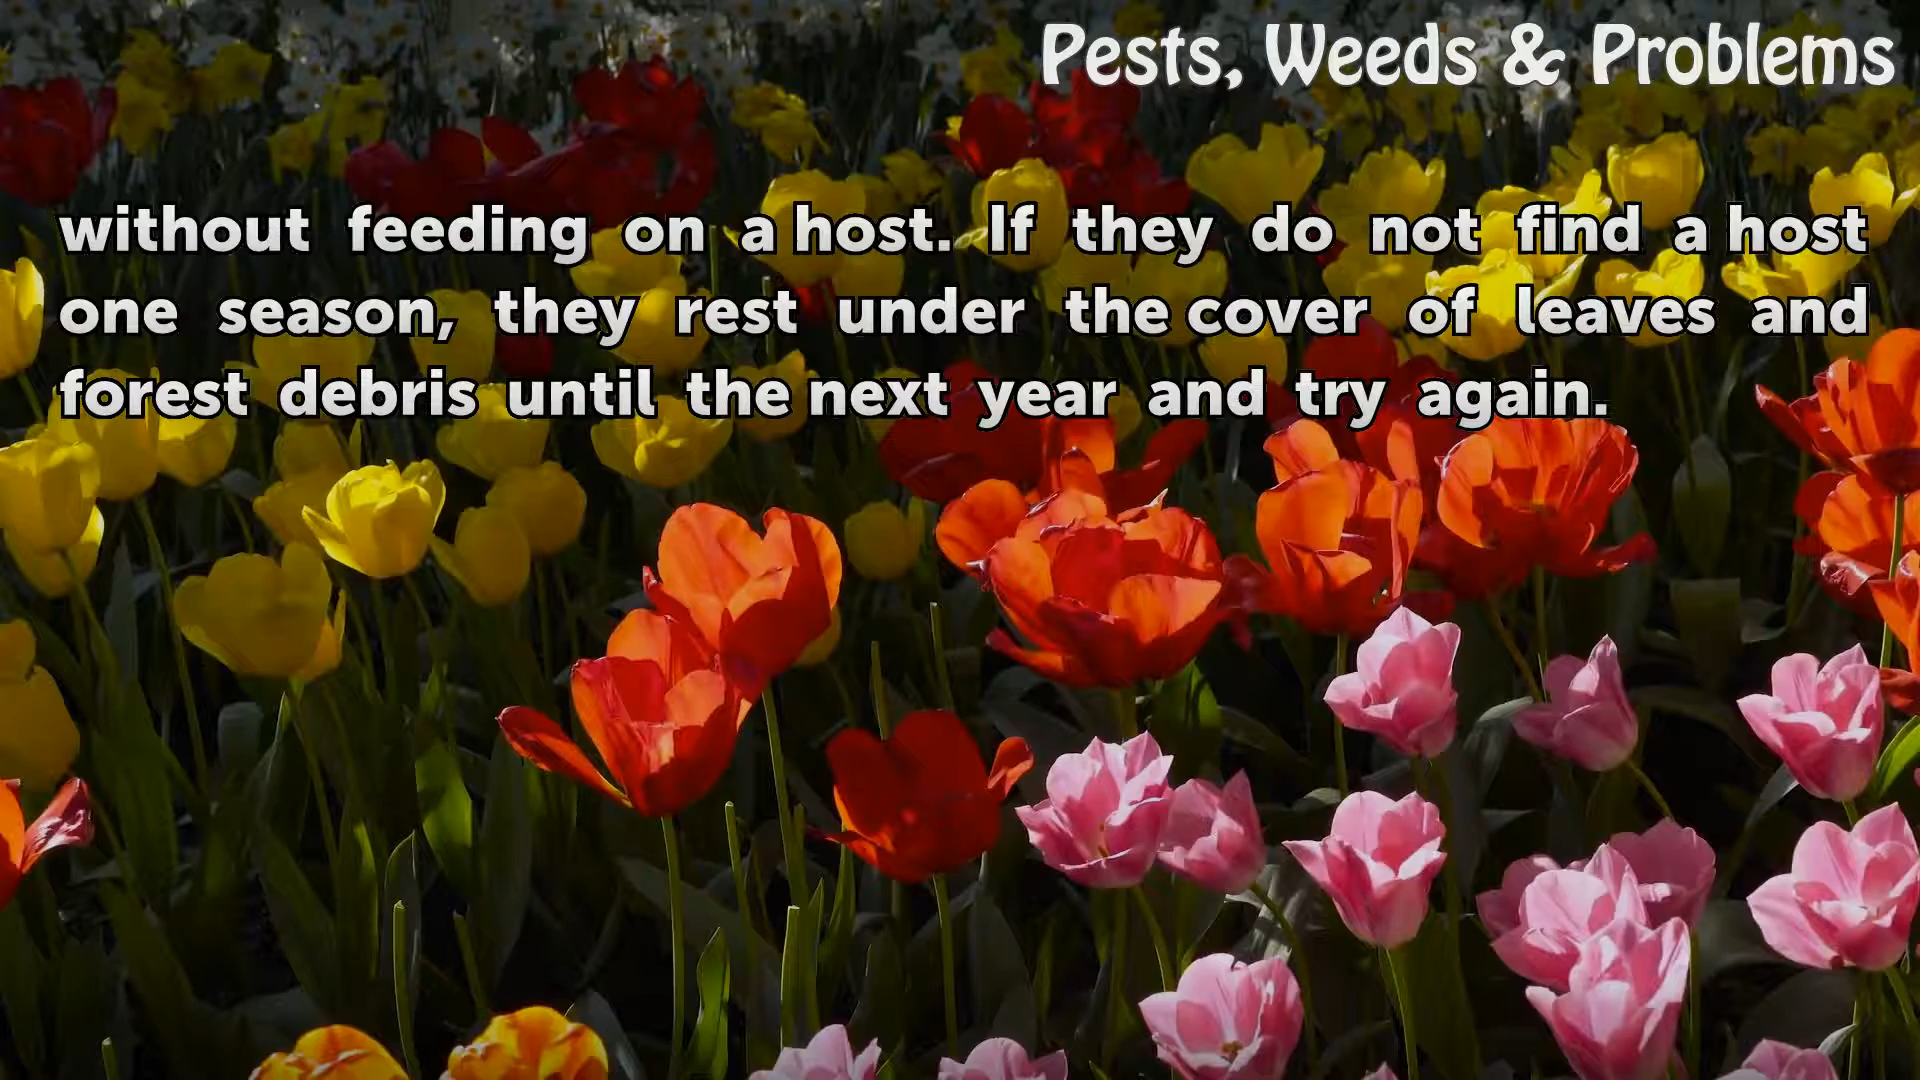 Pests, Weeds & Problems
without feeding on a host. If they do not find a host
one season, they rest under the cover of leaves and
forest debris until the next year and try again.